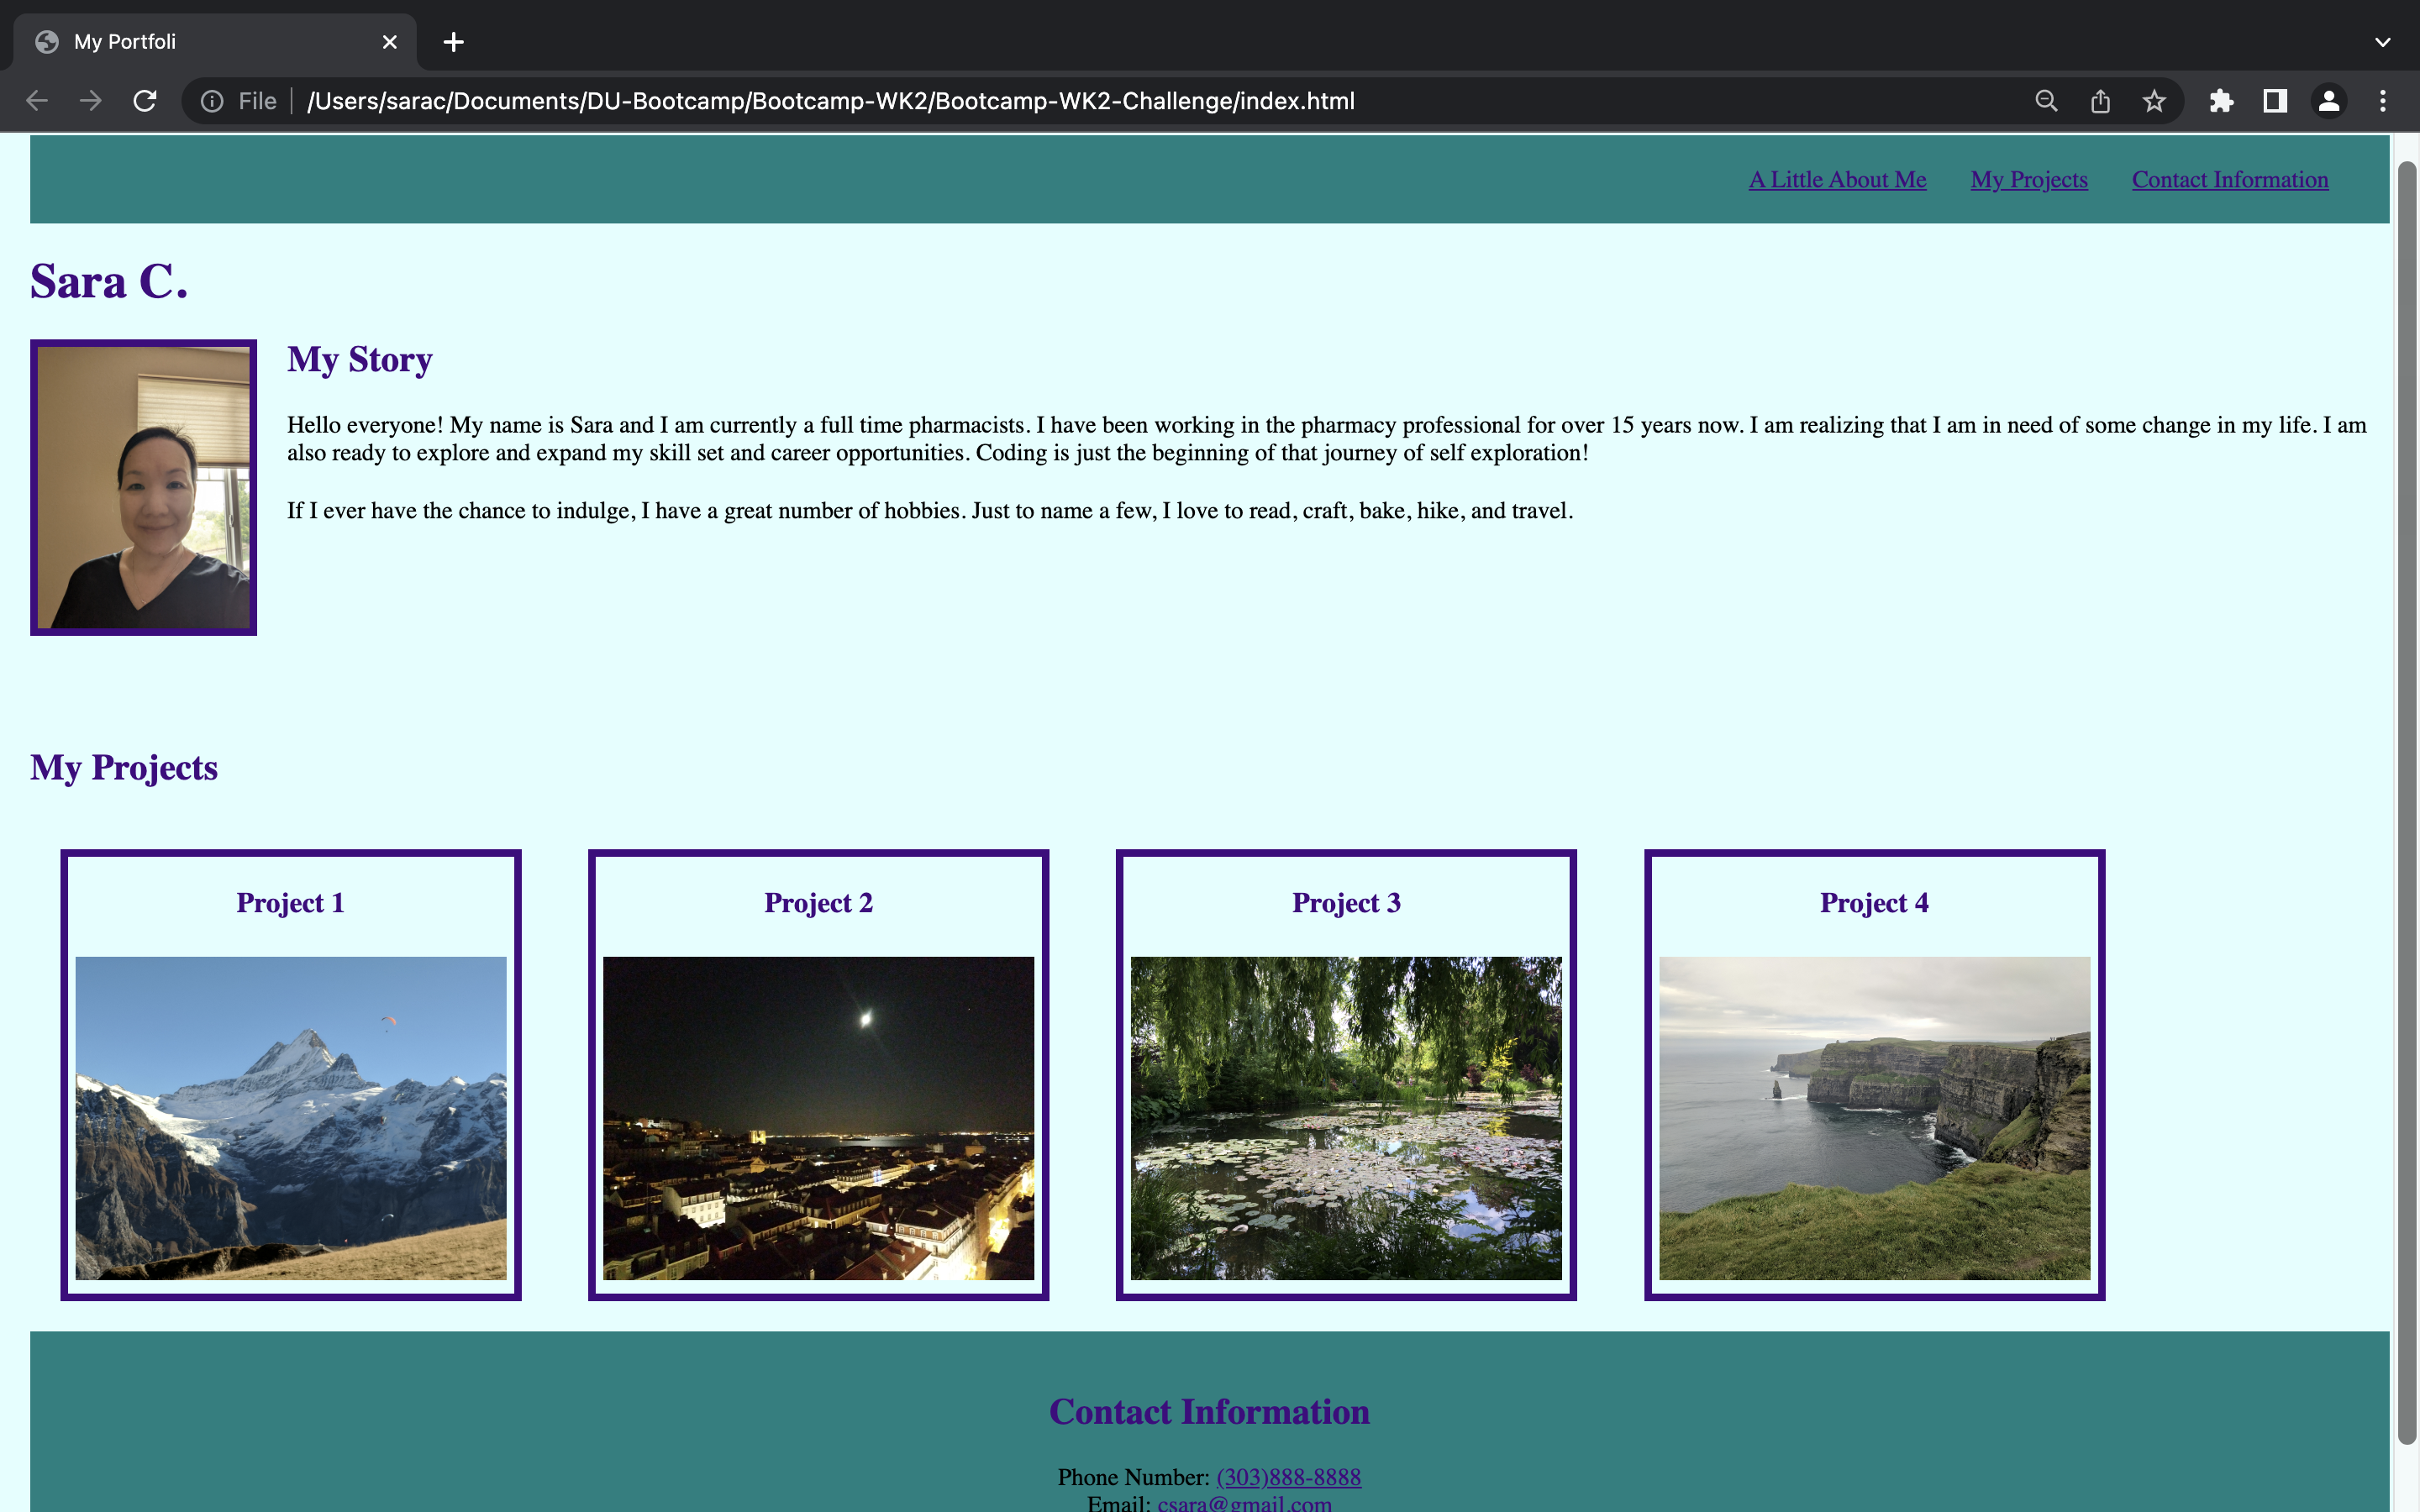 My Portfoli
File /Users/sarac/Documents/DU-Bootcamp/Bootcamp-WK2/Bootcamp-WK2-Challenge/index.html
A Little About Me My Projects Contact Information
Sara C.
My Story
Hello everyone! My name is Sara and I am currently a full time pharmacists. I have been working in the pharmacy professional for over 15 years now. I am realizing that I am in need of some change in my life. I am
also ready to explore and expand my skill set and career opportunities. Coding is just the beginning of that journey of self exploration!
If I ever have the chance to indulge, I have a great number of hobbies. Just to name a few, I love to read, craft, bake, hike, and travel.
My Projects
Project 1 Project 2 Project 3 Project 4
Contact Information
Phone Number: (303)888-8888
Email: csara@gmail.com